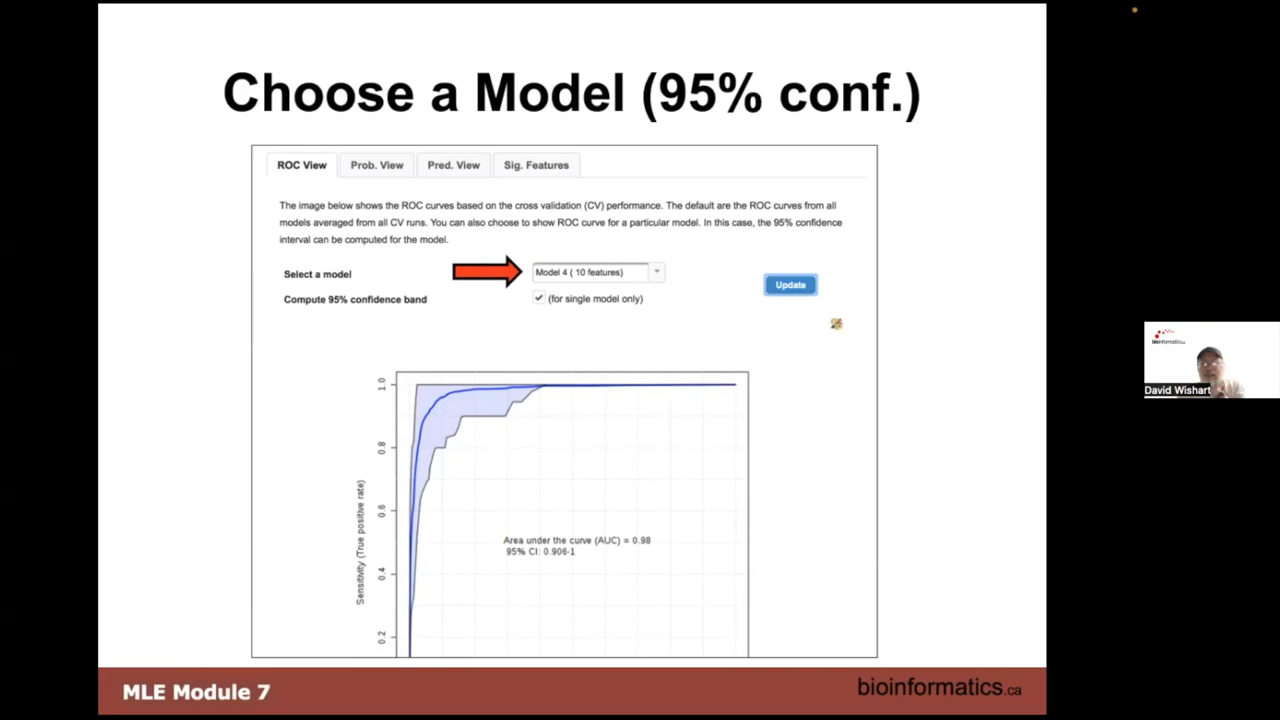 Choose a Model (95% conf.)
ROC View Prob. View Pred. View Sig. Features
The image below shows the ROC curves based on the cross validation (CV) performance. The default are the ROC curves from all
models averaged from all CV runs. You can also choose to show ROC curve for a particular model. In this case, the 95% confidence
interval can be computed for the model.
Select a model Model 4 ( 10 features)
Update
Compute 95% confidence band (for single model only)
1.0
0.8
0.6
0.4
0.2
Sensitivity (True positive rate)
Area under the curve (AUC) = 0.98
95% CI: 0.906-1
MLE Module 7
bioinformatics.ca
bioinformatics.ca
David Wishart